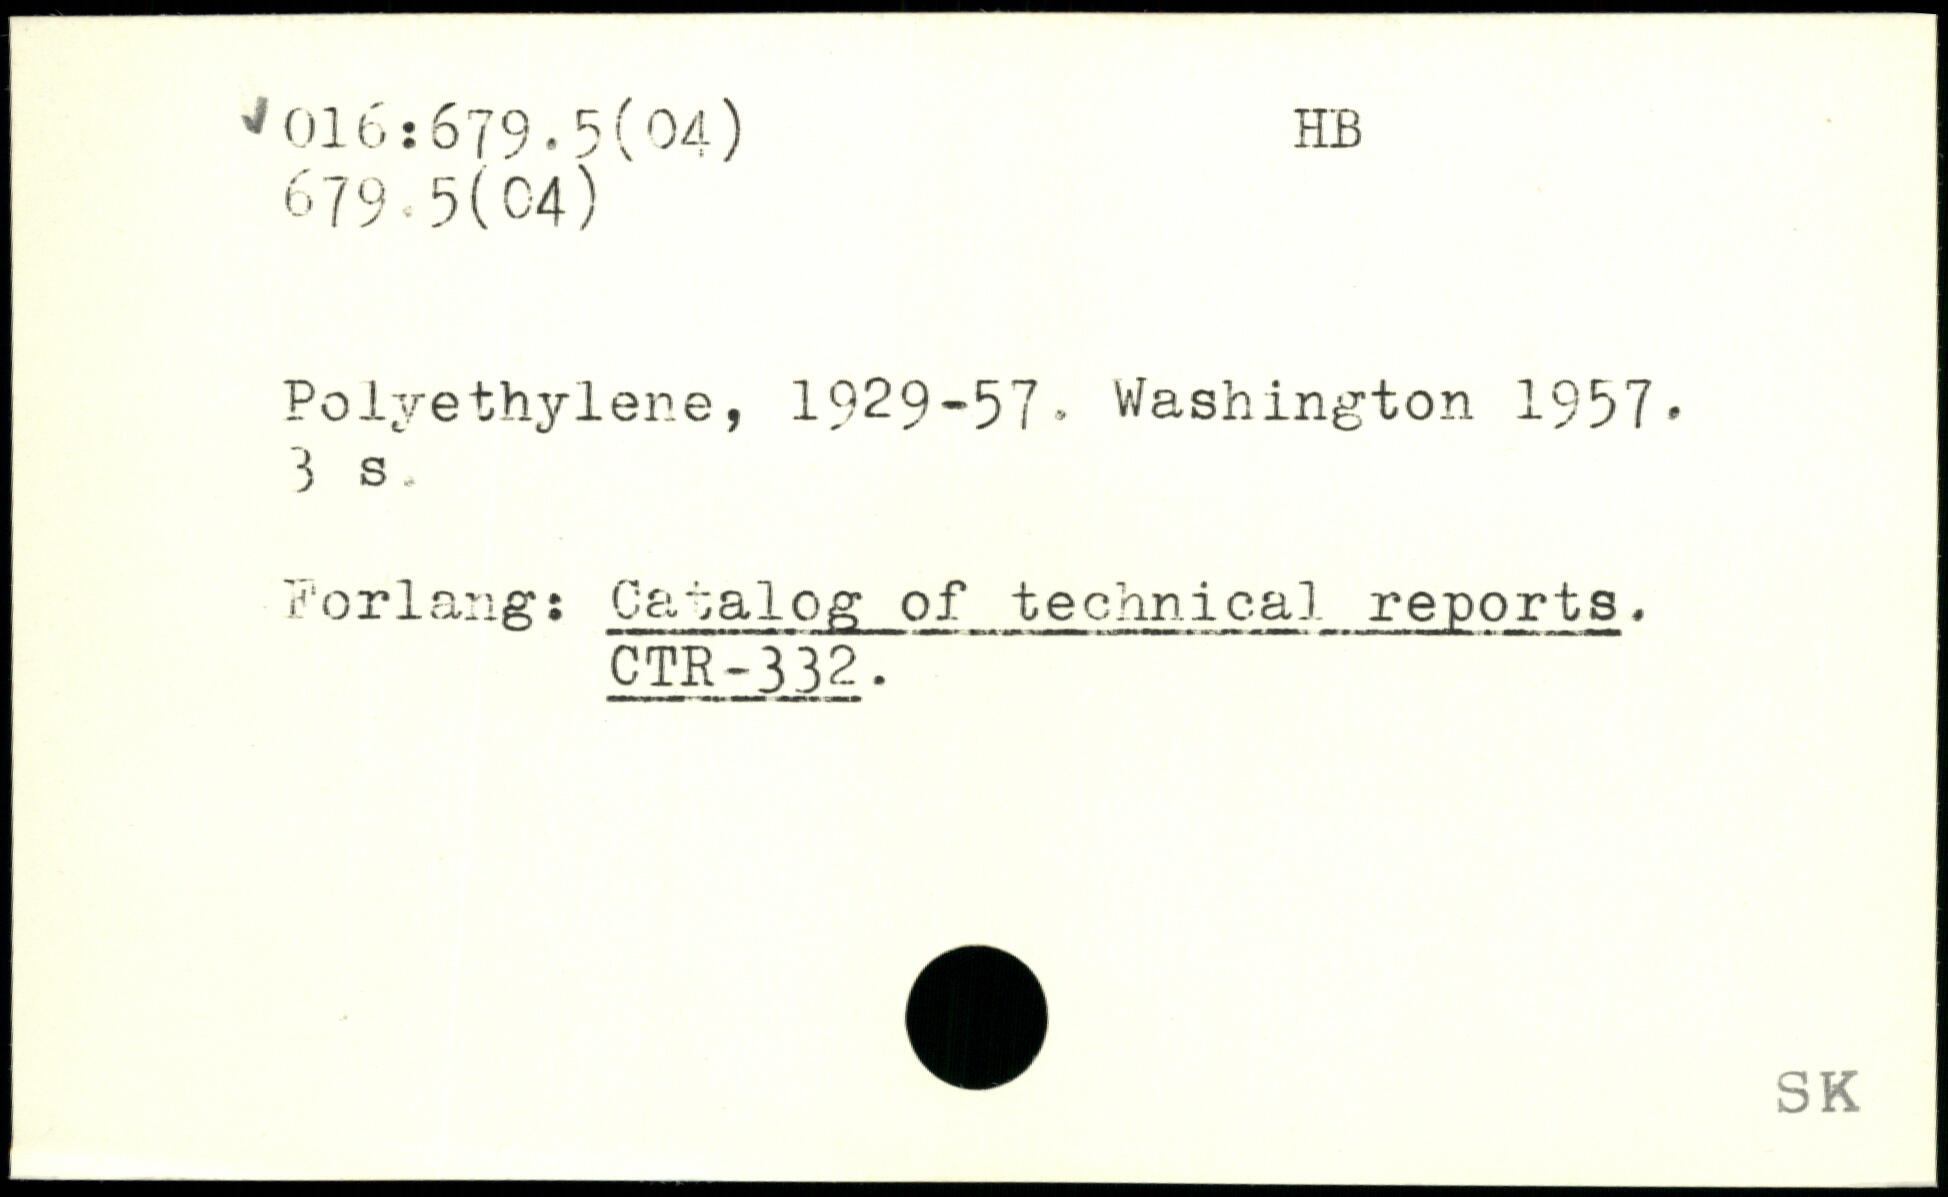 016:679.5(04) HB
679.5(04)
Polyethylene, 1929-57. Washington 1957.
3 s.
Forlang: Catalog of technical reports.
CTR-332.
SK